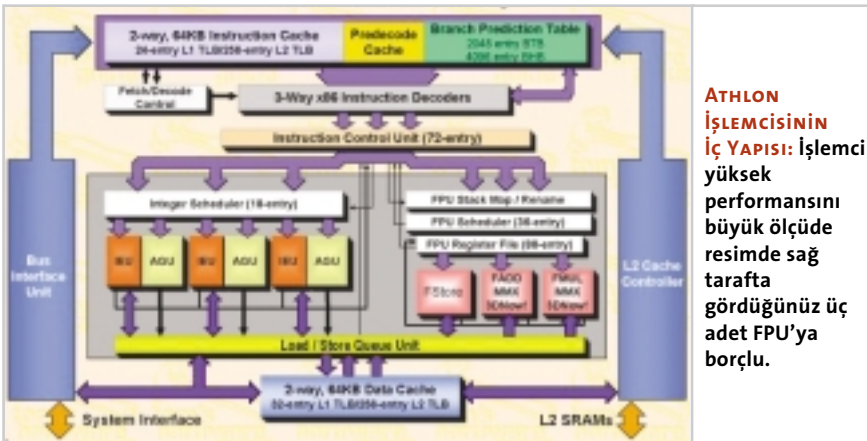 2-way, 64KB Instruction Cache
24-entry L1 TLB/256-entry L2 TLB
Predecode
Cache
Branch Prediction Table
2048 entry BTB
4096 entry BHB
Fetch/Decode
Control
3-Way x86 Instruction Decoders
Instruction Control Unit (72-entry)
Bus
Interface
Unit
Integer Scheduler (18-entry)
FPU Stack Map / Rename
FPU Scheduler (36-entry)
FPU Register File (88-entry)
IEU
AGU
IEU
AGU
IEU
AGU
FStore
FADD
MMX
3DNow!
FMUL
MMX
3DNow!
L2 Cache
Controller
Load / Store Queue Unit
2-way, 64KB Data Cache
32-entry L1 TLB/256-entry L2 TLB
System Interface
L2 SRAMs
ATHLON
İŞLEMCİSİNİN
İÇ YAPISI: İşlemci
yüksek
performansını
büyük ölçüde
resimde sağ
tarafta
gördüğünüz üç
adet FPU'ya
borçlu.